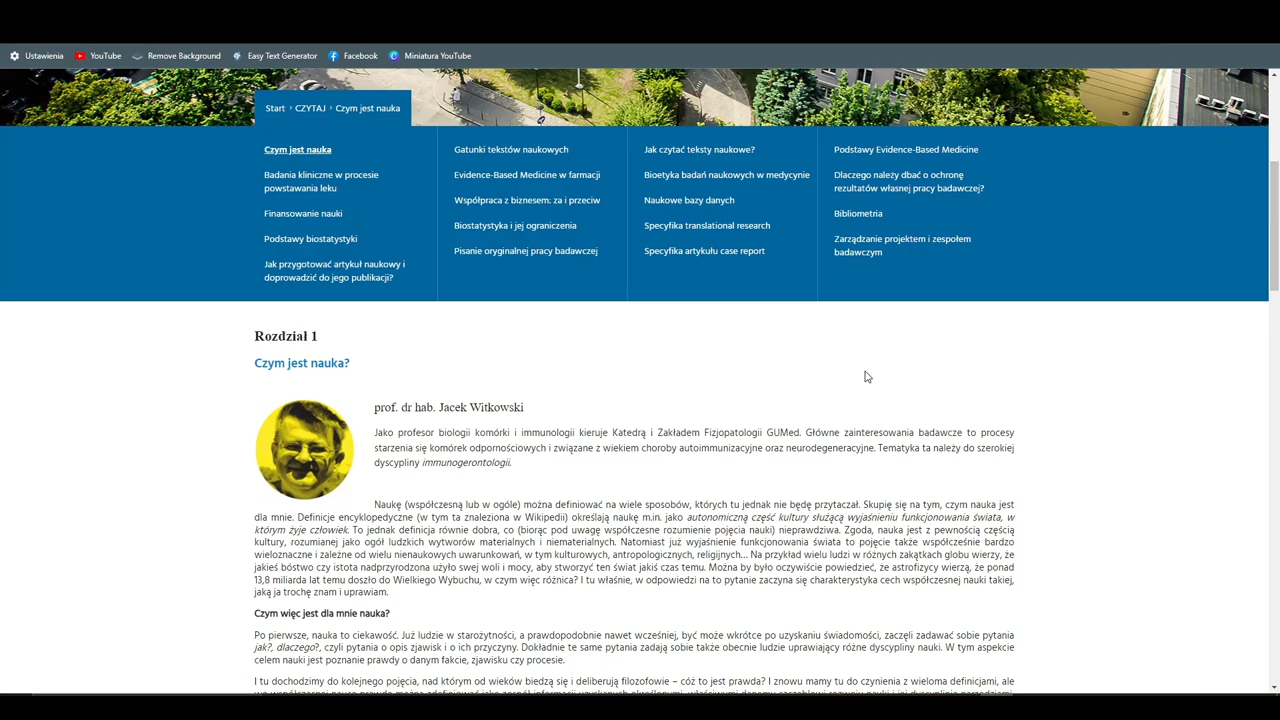 Ustawienia YouTube Remove Background Easy Text Generator Facebook Miniatura YouTube
Start › CZYTAJ › Czym jest nauka
Czym jest nauka
Badania kliniczne w procesie
powstawania leku
Finansowanie nauki
Podstawy biostatystyki
Jak przygotować artykuł naukowy i
doprowadzić do jego publikacji?
Gatunki tekstów naukowych
Evidence-Based Medicine w farmacji
Współpraca z biznesem: za i przeciw
Biostatystyka i jej ograniczenia
Pisanie oryginalnej pracy badawczej
Jak czytać teksty naukowe?
Bioetyka badań naukowych w medycynie
Naukowe bazy danych
Specyfika translational research
Specyfika artykułu case report
Podstawy Evidence-Based Medicine
Dlaczego należy dbać o ochronę
rezultatów własnej pracy badawczej?
Bibliometria
Zarządzanie projektem i zespołem
badawczym
Rozdział 1
Czym jest nauka?
prof. dr hab. Jacek Witkowski
Jako profesor biologii komórki i immunologii kieruje Katedrą i Zakładem Fizjopatologii GUMed. Główne zainteresowania badawcze to procesy
starzenia się komórek odpornościowych i związane z wiekiem choroby autoimmunizacyjne oraz neurodegeneracyjne. Tematyka ta należy do szerokiej
dyscypliny immunogerontologii.
Naukę (współczesną lub w ogóle) można definiować na wiele sposobów, których tu jednak nie będę przytaczał. Skupię się na tym, czym nauka jest
dla mnie. Definicje encyklopedyczne (w tym ta znaleziona w Wikipedii) określają naukę m.in. jako autonomiczną część kultury służącą wyjaśnieniu funkcjonowania świata, w
którym żyje człowiek. To jednak definicja równie dobra, co (biorąc pod uwagę współczesne rozumienie pojęcia nauki) nieprawdziwa. Zgoda, nauka jest z pewnością częścią
kultury, rozumianej jako ogół ludzkich wytworów materialnych i niematerialnych. Natomiast już wyjaśnienie funkcjonowania świata to pojęcie także współcześnie bardzo
wieloznaczne i zależne od wielu nienaukowych uwarunkowań, w tym kulturowych, antropologicznych, religijnych... Na przykład wielu ludzi w różnych zakątkach globu wierzy, że
jakieś bóstwo czy istota nadprzyrodzona użyło swej woli i mocy, aby stworzyć ten świat jakiś czas temu. Można by było oczywiście powiedzieć, że astrofizycy wierzą, że ponad
13,8 miliarda lat temu doszło do Wielkiego Wybuchu, w czym więc różnica? I tu właśnie, w odpowiedzi na to pytanie zaczyna się charakterystyka cech współczesnej nauki takiej,
jaką ja trochę znam i uprawiam.
Czym więc jest dla mnie nauka?
Po pierwsze, nauka to ciekawość. Już ludzie w starożytności, a prawdopodobnie nawet wcześniej, być może wkrótce po uzyskaniu świadomości, zaczęli zadawać sobie pytania
jak?, dlaczego?, czyli pytania o opis zjawisk i o ich przyczyny. Dokładnie te same pytania zadają sobie także obecnie ludzie uprawiający różne dyscypliny nauki. W tym aspekcie
celem nauki jest poznanie prawdy o danym fakcie, zjawisku czy procesie.
I tu dochodzimy do kolejnego pojęcia, nad którym od wieków biedzą się i deliberują filozofowie – cóż to jest prawda? I znowu mamy tu do czynienia z wieloma definicjami, ale